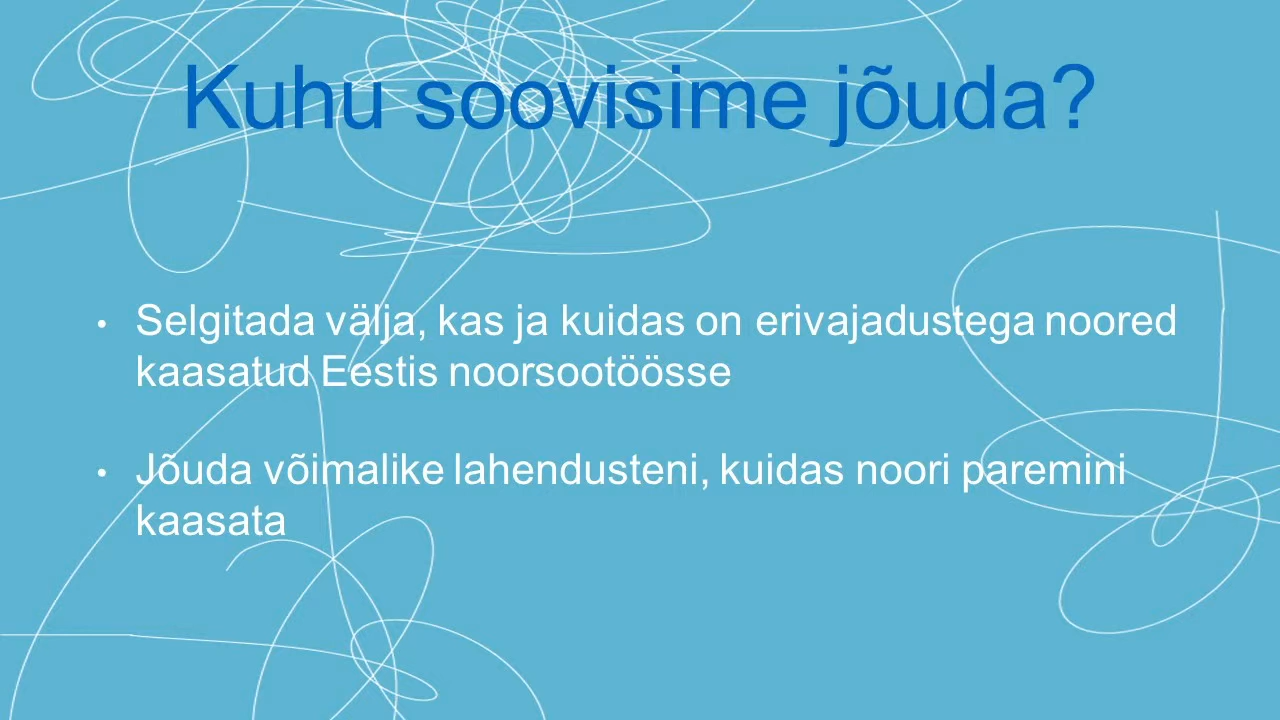 Kuhu soovisime jõuda?
• Selgitada välja, kas ja kuidas on erivajadustega noored
kaasatud Eestis noorsootöösse
• Jõuda võimalike lahendusteni, kuidas noori paremini
kaasata